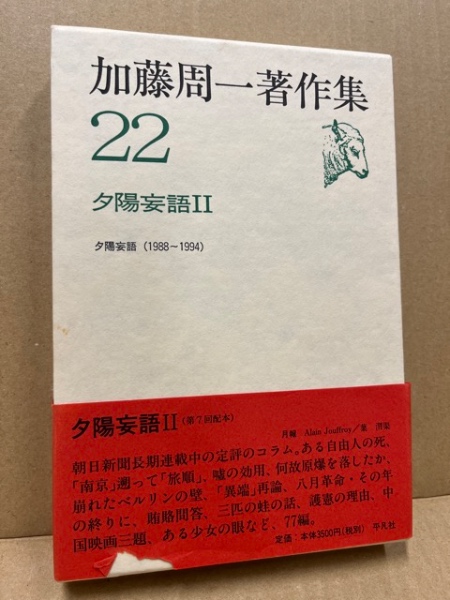 加藤周一著作集
22
夕陽妄語II
夕陽妄語（1988〜1994）
夕陽妄語II（第7回配本）
月報 Alain Jouffroy／
朝日新聞長期連載中の定評のコラム。ある自由人の死、
「南京」遡って「旅順」、嘘の効用、何故原爆を落したか、
崩れたベルリンの壁、「異端」再論、八月革命・その年
の終りに、賄賂問答、三匹の蛙の話、護憲の理由、中
国映画三題、ある少女の眼など、77編。
定価：本体3500円（税別） 平凡社